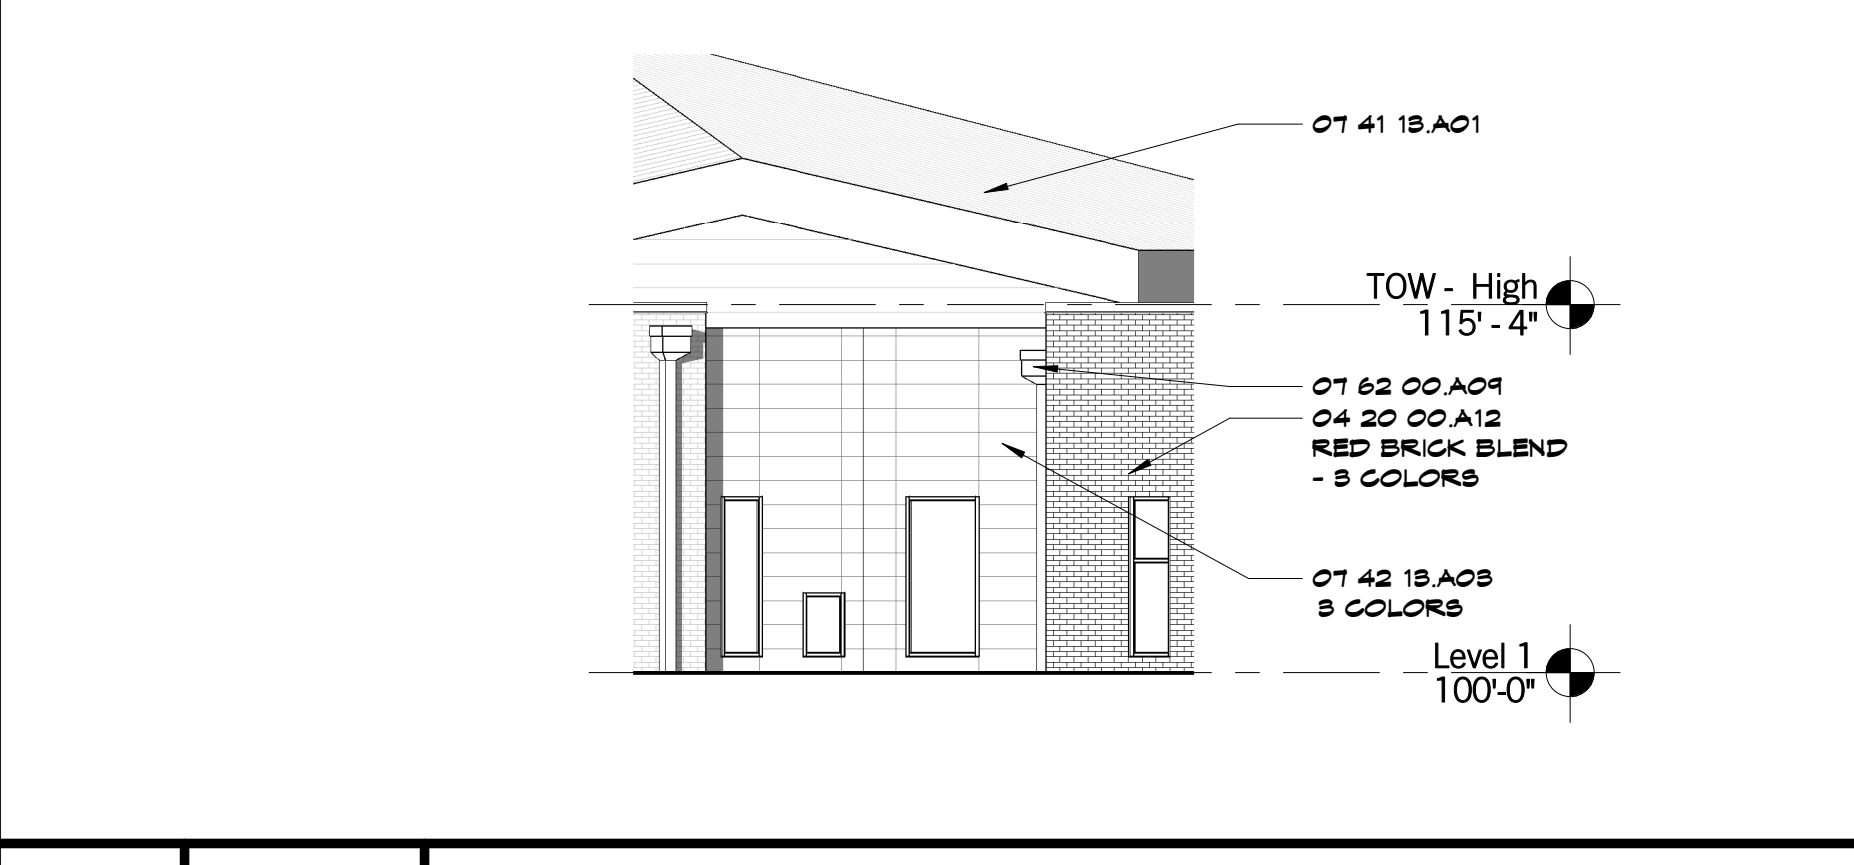 07 41 13.A01
TOW - High
115' - 4"
07 62 00.A09
04 20 00.A12
RED BRICK BLEND
- 3 COLORS
07 42 13.A03
3 COLORS
Level 1
100'-0"